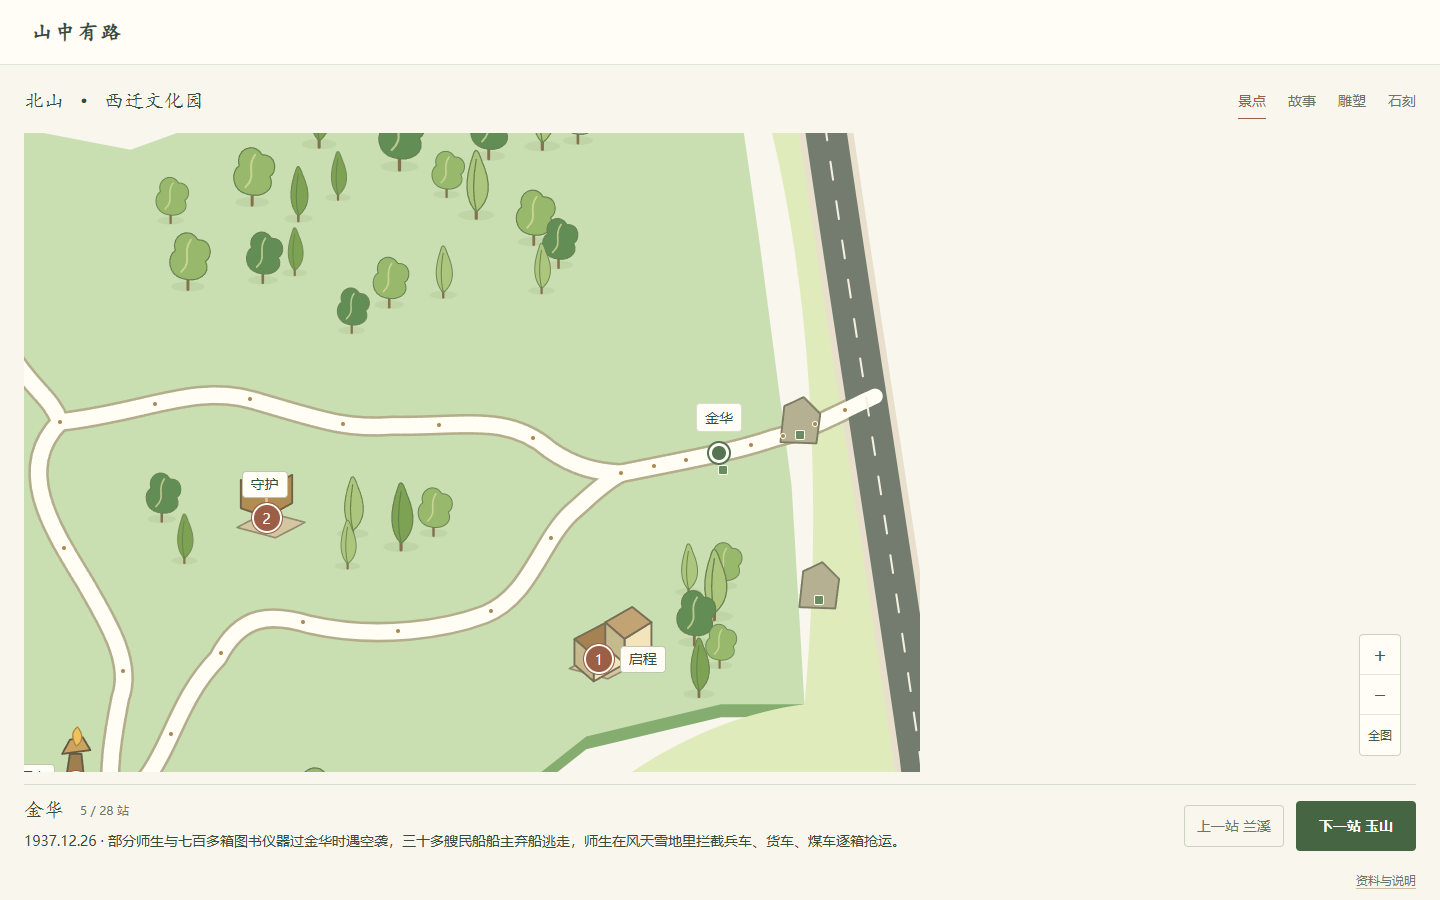 山中有路
北山 • 西迁文化园
景点 故事 雕塑 石刻
金华
守护
2
1
启程
+
−
全图
金华 5 / 28 站
1937.12.26 · 部分师生与七百多箱图书仪器过金华时遇空袭，三十多艘民船船主弃船逃走，师生在风天雪地里拦截兵车、货车、煤车逐箱抢运。
上一站 兰溪
下一站 玉山
资料与说明